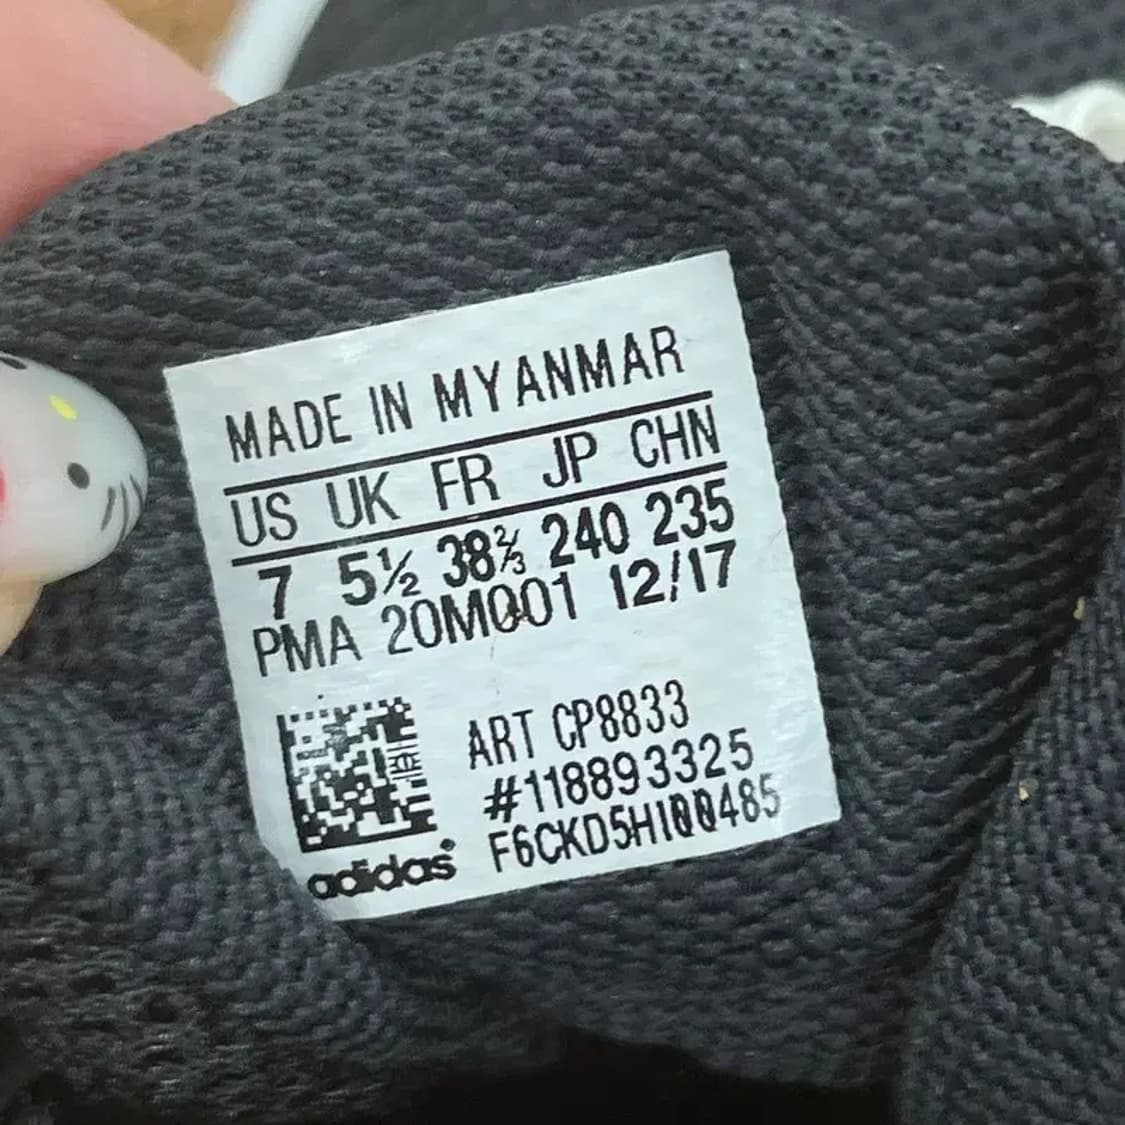 MADE IN MYANMAR
US UK FR JP CHN
7 5½ 38⅔ 240 235
PMA 20M001 12/17
ART CP8833
#118893325
F6CKD5H100485
adidas®